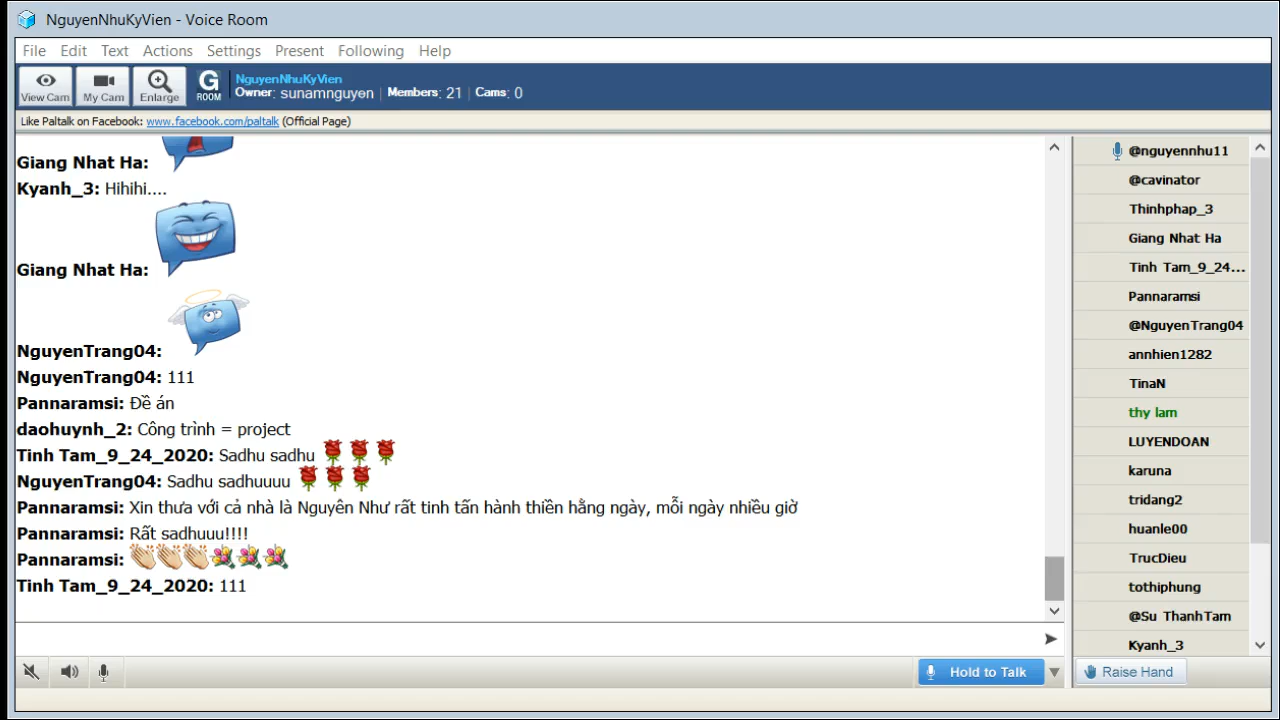 NguyenNhuKyVien - Voice Room
File Edit Text Actions Settings Present Following Help
View Cam My Cam Enlarge G ROOM
NguyenNhuKyVien
Owner: sunamnguyen | Members: 21 | Cams: 0
Like Paltalk on Facebook: www.facebook.com/paltalk (Official Page)
Giang Nhat Ha:
Kyanh_3: Hihihi....
Giang Nhat Ha:
NguyenTrang04:
NguyenTrang04: 111
Pannaramsi: Đề án
daohuynh_2: Công trình = project
Tinh Tam_9_24_2020: Sadhu sadhu 🌹🌹🌹
NguyenTrang04: Sadhu sadhuuuu 🌹🌹🌹
Pannaramsi: Xin thưa với cả nhà là Nguyên Như rất tinh tấn hành thiền hằng ngày, mỗi ngày nhiều giờ
Pannaramsi: Rất sadhuuu!!!!
Pannaramsi: 👏👏👏💐💐💐
Tinh Tam_9_24_2020: 111
@nguyennhu11
@cavinator
Thinhphap_3
Giang Nhat Ha
Tinh Tam_9_24...
Pannaramsi
@NguyenTrang04
annhien1282
TinaN
thy lam
LUYENDOAN
karuna
tridang2
huanle00
TrucDieu
tothiphung
@Su ThanhTam
Kyanh_3
Hold to Talk
Raise Hand